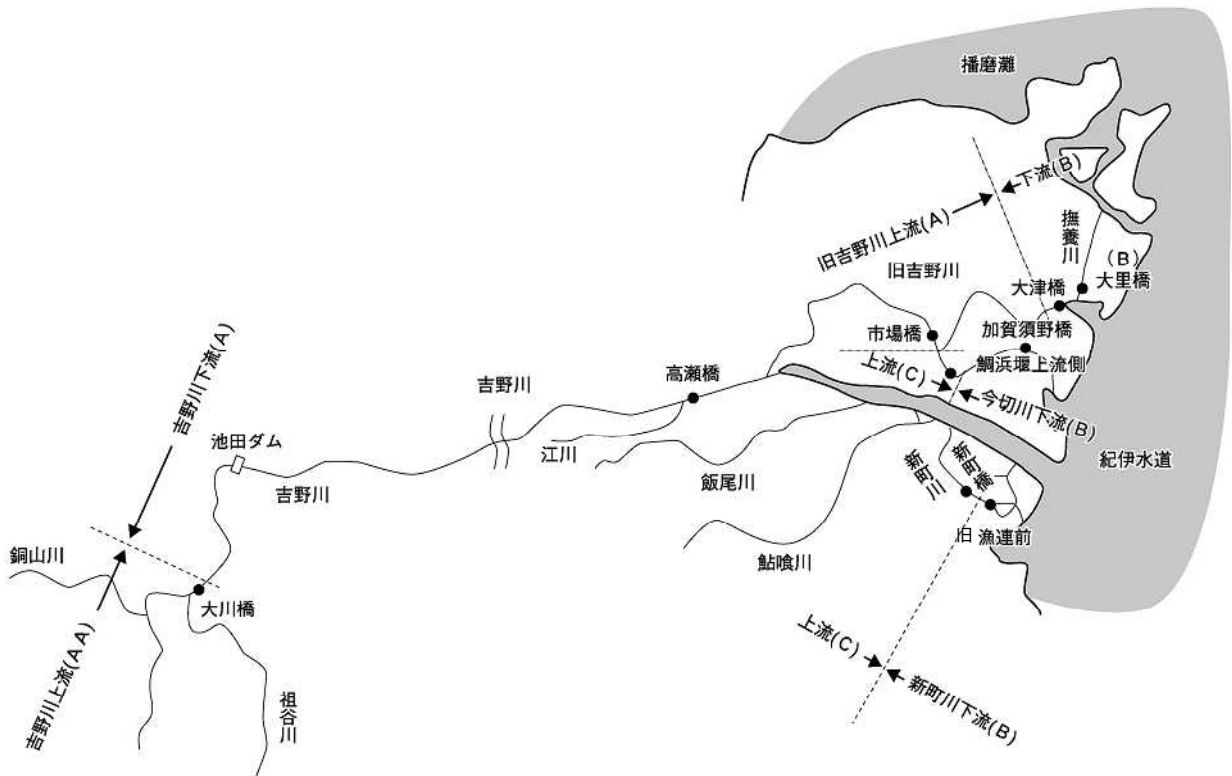 播磨灘
下流(B)
旧吉野川上流(A)
撫養川
(B)
大里橋
旧吉野川
大津橋
市場橋
加賀須野橋
鯛浜堰上流側
上流(C)
今切川下流(B)
吉野川下流(A)
高瀬橋
吉野川
池田ダム
江川
吉野川
飯尾川
新町川
新町橋
紀伊水道
旧
漁連前
鮎喰川
銅山川
大川橋
吉野川上流(AA)
祖谷川
上流(C)
新町川下流(B)